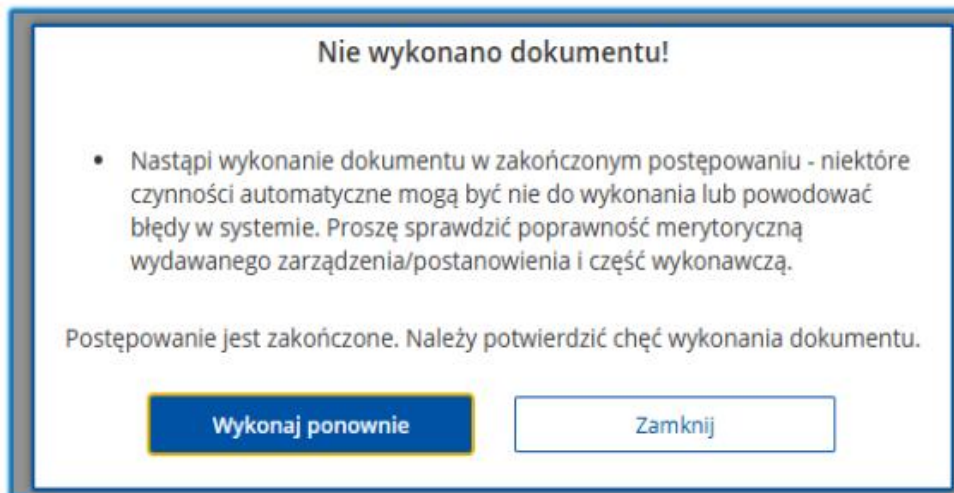 Nie wykonano dokumentu!
• Nastąpi wykonanie dokumentu w zakończonym postępowaniu - niektóre
czynności automatyczne mogą być nie do wykonania lub powodować
błędy w systemie. Proszę sprawdzić poprawność merytoryczną
wydawanego zarządzenia/postanowienia i część wykonawczą.
Postępowanie jest zakończone. Należy potwierdzić chęć wykonania dokumentu.
Wykonaj ponownie
Zamknij